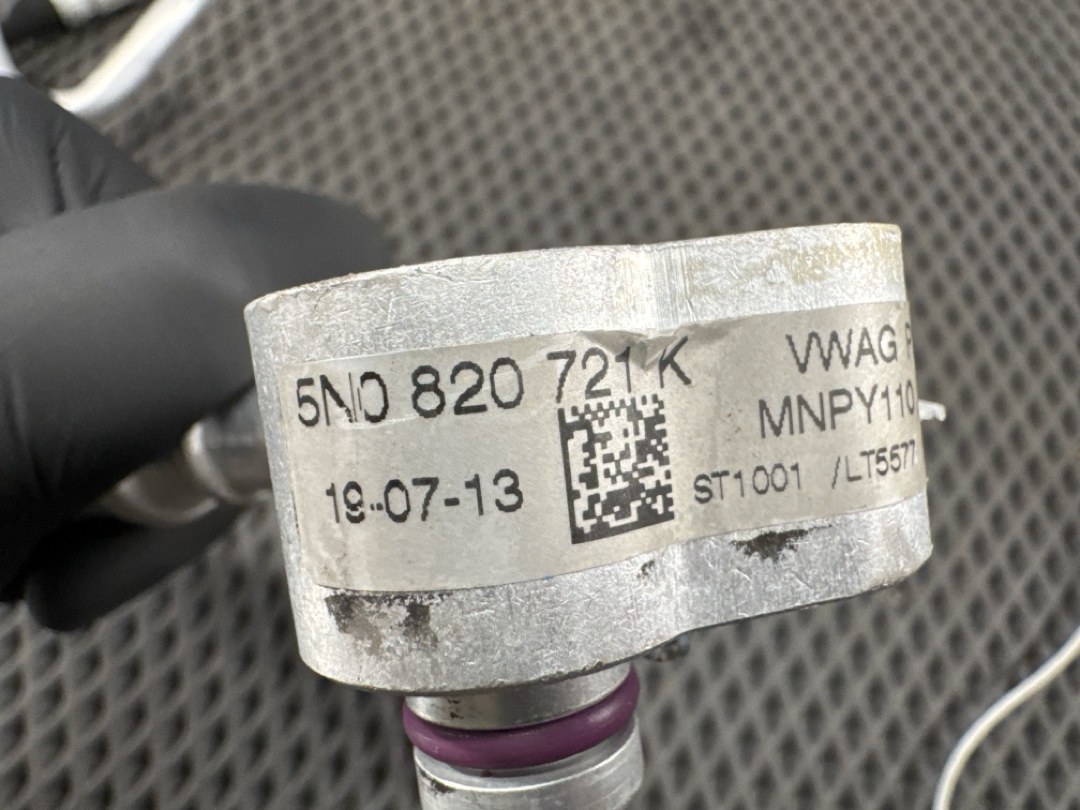 5N0 820 721 K
19-07-13
VWAG
MNPY110
ST1001 /LT5577